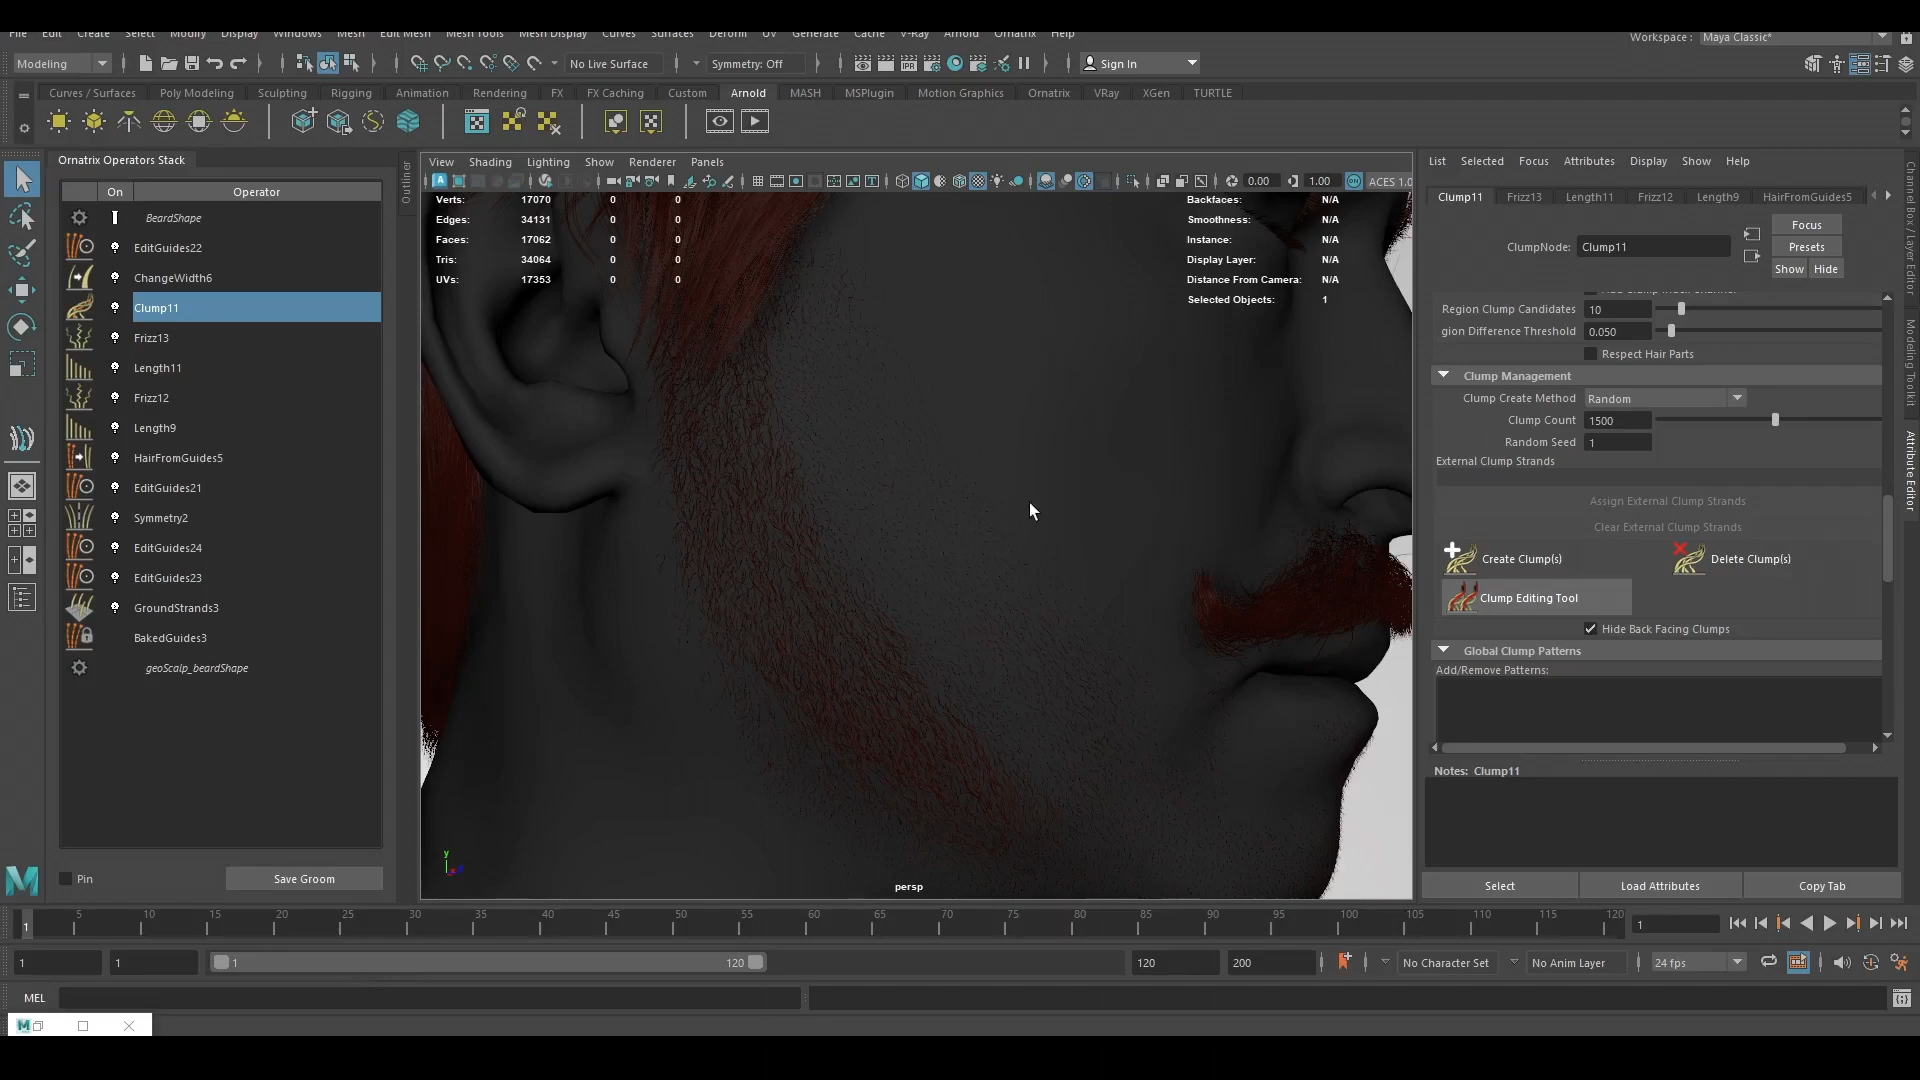 File Edit Create Select Modify Display Windows Mesh Edit Mesh Mesh Tools Mesh Display Curves Surfaces Deform UV Generate Cache V-Ray Arnold Ornatrix Help
Workspace : Maya Classic*
Modeling No Live Surface Symmetry: Off Sign In
Curves / Surfaces Poly Modeling Sculpting Rigging Animation Rendering FX FX Caching Custom Arnold MASH MSPlugin Motion Graphics Ornatrix VRay XGen TURTLE
Ornatrix Operators Stack
On Operator
BeardShape
EditGuides22
ChangeWidth6
Clump11
Frizz13
Length11
Frizz12
Length9
HairFromGuides5
EditGuides21
Symmetry2
EditGuides24
EditGuides23
GroundStrands3
BakedGuides3
geoScalp_beardShape
Pin Save Groom
Outliner
View Shading Lighting Show Renderer Panels
0.00 1.00 ACES 1.0
Verts: 17070 0 0
Edges: 34131 0 0
Faces: 17062 0 0
Tris: 34064 0 0
UVs: 17353 0 0
Backfaces: N/A
Smoothness: N/A
Instance: N/A
Display Layer: N/A
Distance From Camera: N/A
Selected Objects: 1
y
persp
List Selected Focus Attributes Display Show Help
Clump11 Frizz13 Length11 Frizz12 Length9 HairFromGuides5
ClumpNode: Clump11
Focus
Presets
Show Hide
Region Clump Candidates 10
gion Difference Threshold 0.050
Respect Hair Parts
Clump Management
Clump Create Method Random
Clump Count 1500
Random Seed 1
External Clump Strands
Assign External Clump Strands
Clear External Clump Strands
Create Clump(s) Delete Clump(s)
Clump Editing Tool
Hide Back Facing Clumps
Global Clump Patterns
Add/Remove Patterns:
Notes: Clump11
Select Load Attributes Copy Tab
Channel Box / Layer Editor
Modeling Toolkit
Attribute Editor
1 5 10 15 20 25 30 35 40 45 50 55 60 65 70 75 80 85 90 95 100 105 110 115 120 1
1 1 1 120 120 200 No Character Set No Anim Layer 24 fps
MEL